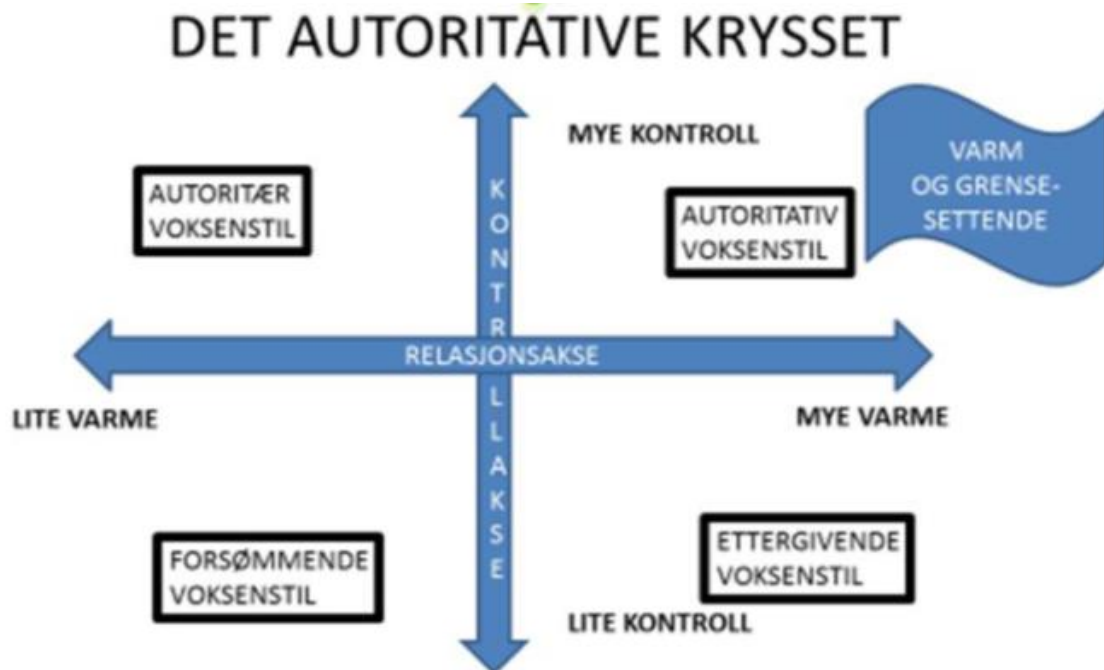 DET AUTORITATIVE KRYSSET
MYE KONTROLL
VARM
OG GRENSE-
SETTENDE
AUTORITÆR
VOKSENSTIL
AUTORITATIV
VOKSENSTIL
KONTRLLAKSE
RELASJONSAKSE
LITE VARME
MYE VARME
FORSØMMENDE
VOKSENSTIL
ETTERGIVENDE
VOKSENSTIL
LITE KONTROLL